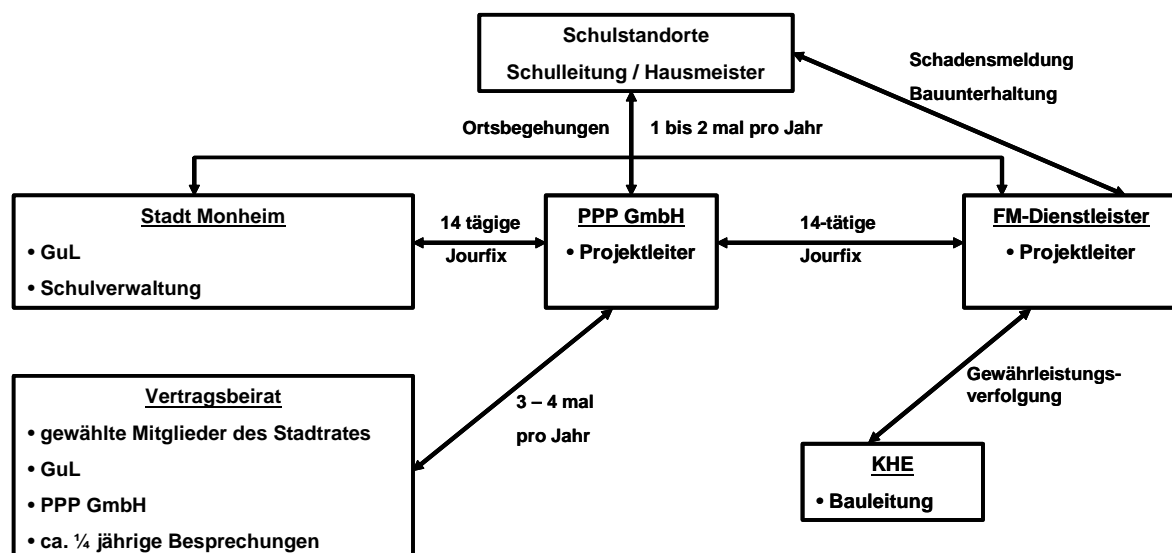 Schulstandorte
Schulleitung / Hausmeister
Schadensmeldung
Bauunterhaltung
Ortsbegehungen
1 bis 2 mal pro Jahr
Stadt Monheim
• GuL
• Schulverwaltung
14 tägige
Jourfix
PPP GmbH
• Projektleiter
14-tätige
Jourfix
FM-Dienstleister
• Projektleiter
Vertragsbeirat
• gewählte Mitglieder des Stadtrates
• GuL
• PPP GmbH
• ca. ¼ jährige Besprechungen
3 – 4 mal
pro Jahr
Gewährleistungs-
verfolgung
KHE
• Bauleitung